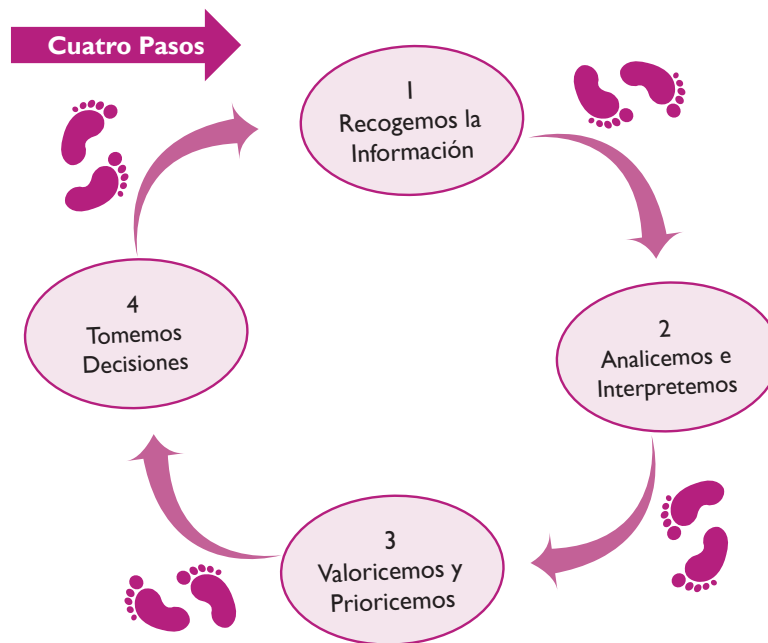 Cuatro Pasos
1
Recogemos la
Información
2
Analicemos e
Interpretemos
3
Valoricemos y
Prioricemos
4
Tomemos
Decisiones